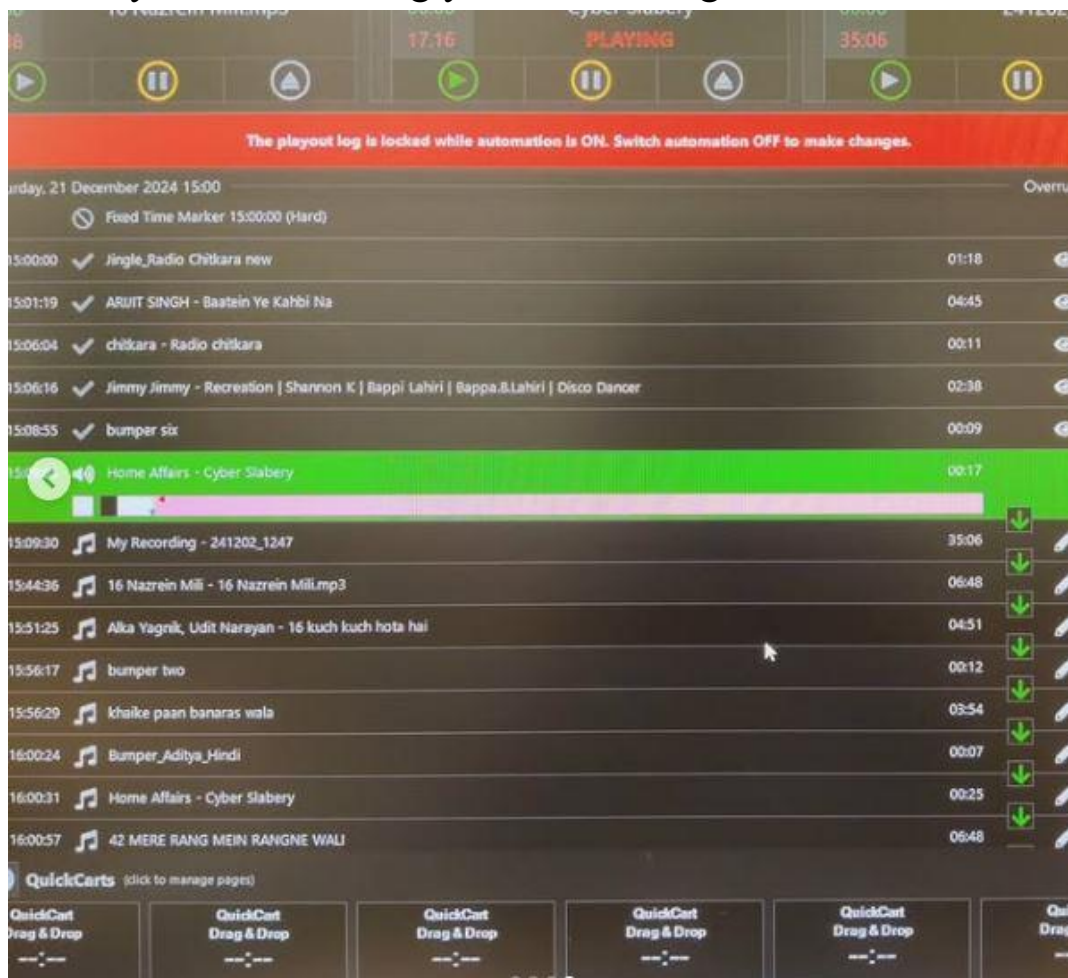 17.16
PLAYING
35:06
The playout log is locked while automation is ON. Switch automation OFF to make changes.
21 December 2024 15:00
Fixed Time Marker 15:00:00 (Hard)
15:00:00 Jingle_Radio Chitkara new 01:18
15:01:19 ARIJIT SINGH - Baatein Ye Kahbi Na 04:45
15:06:04 chitkara - Radio chitkara 00:11
15:06:16 Jimmy Jimmy - Recreation | Shannon K | Bappi Lahiri | Bappa.B.Lahiri | Disco Dancer 02:38
15:08:55 bumper six 00:09
Home Affairs - Cyber Slabery 00:17
15:09:30 My Recording - 241202_1247 35:06
15:44:36 16 Nazrein Mili - 16 Nazrein Mili.mp3 06:48
15:51:25 Alka Yagnik, Udit Narayan - 16 kuch kuch hota hai 04:51
15:56:17 bumper two 00:12
15:56:29 khaike paan banaras wala 03:54
16:00:24 Bumper_Aditya_Hindi 00:07
16:00:31 Home Affairs - Cyber Slabery 00:25
16:00:57 42 MERE RANG MEIN RANGNE WALI 06:48
QuickCarts (click to manage pages)
QuickCart QuickCart QuickCart QuickCart QuickCart
Drag & Drop Drag & Drop Drag & Drop Drag & Drop Drag & Drop
--:-- --:-- --:-- --:-- --:--